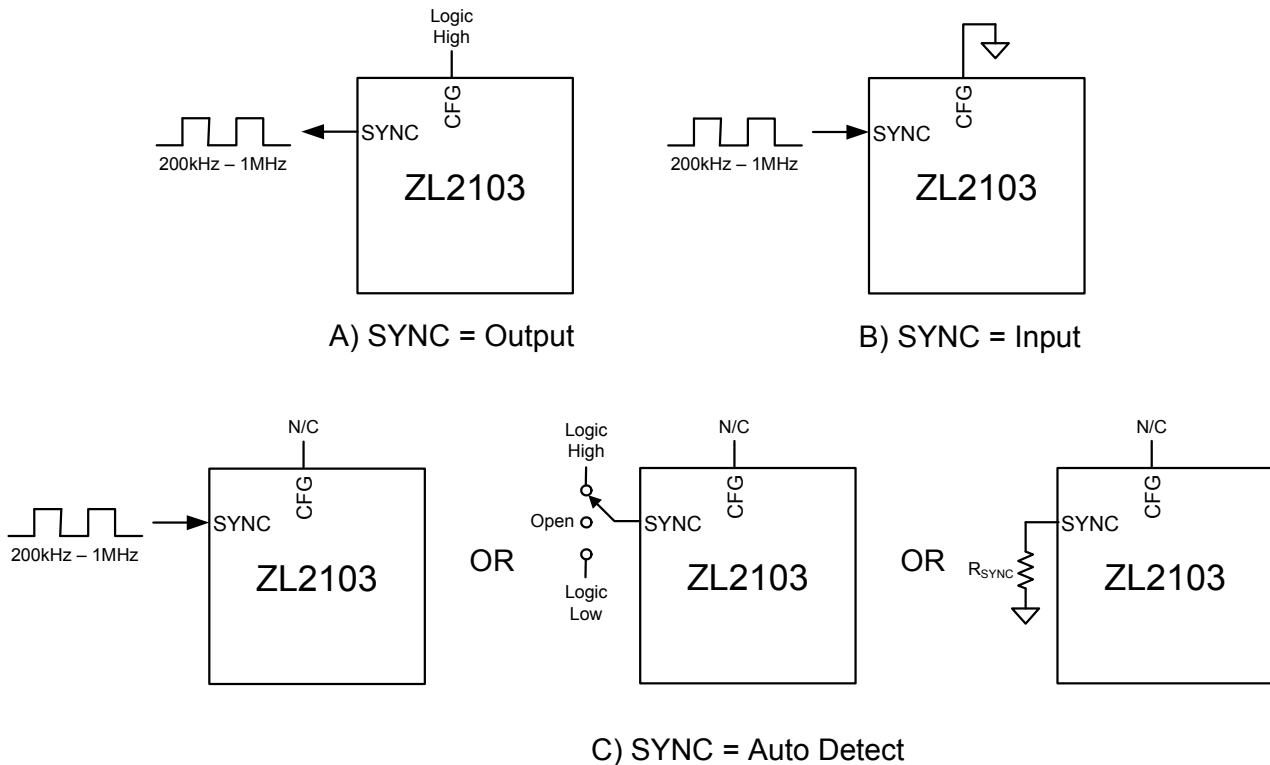 Logic
High
CFG
SYNC
200kHz – 1MHz
ZL2103
A) SYNC = Output
CFG
SYNC
200kHz – 1MHz
ZL2103
B) SYNC = Input
N/C
CFG
SYNC
200kHz – 1MHz
ZL2103
OR
Logic
High
Open
Logic
Low
N/C
CFG
SYNC
ZL2103
OR
N/C
CFG
SYNC
RSYNC
ZL2103
C) SYNC = Auto Detect